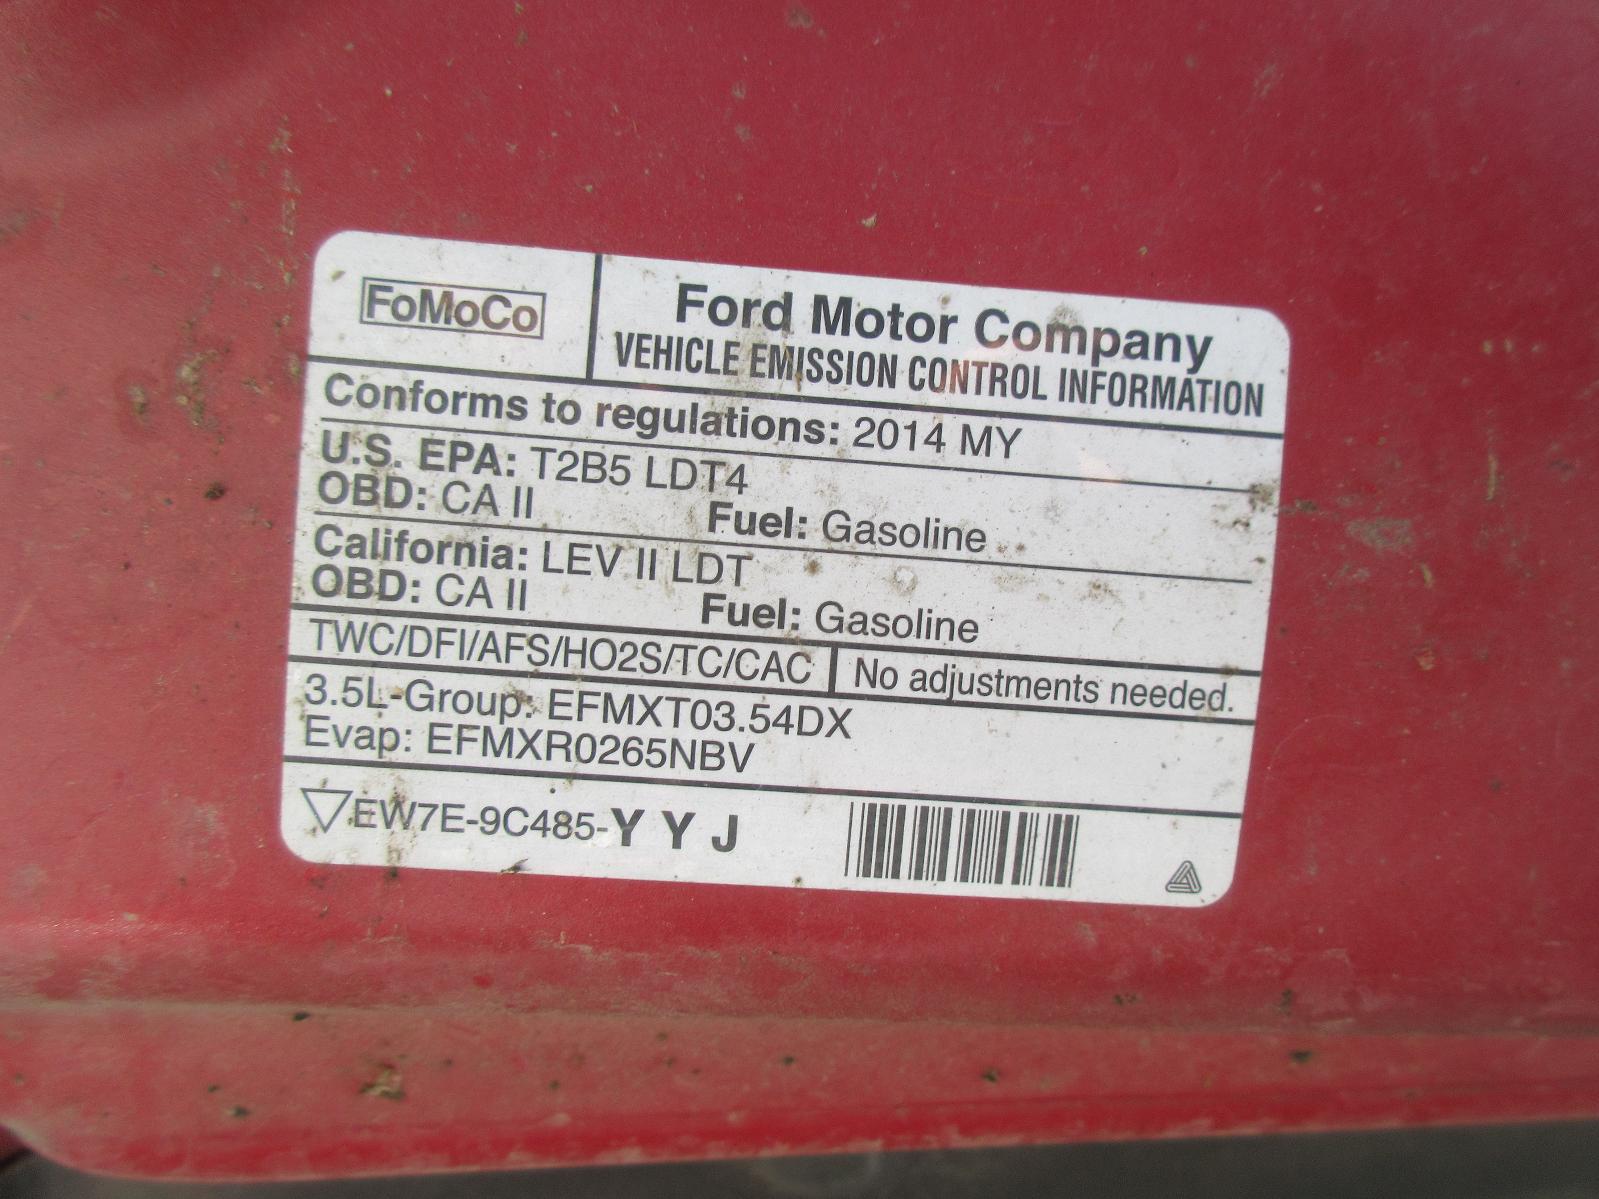 FoMoCo
Ford Motor Company
VEHICLE EMISSION CONTROL INFORMATION
Conforms to regulations: 2014 MY
U.S. EPA: T2B5 LDT4
OBD: CA II Fuel: Gasoline
California: LEV II LDT
OBD: CA II Fuel: Gasoline
TWC/DFI/AFS/HO2S/TC/CAC No adjustments needed.
3.5L-Group: EFMXT03.54DX
Evap: EFMXR0265NBV
EW7E-9C485-Y Y J